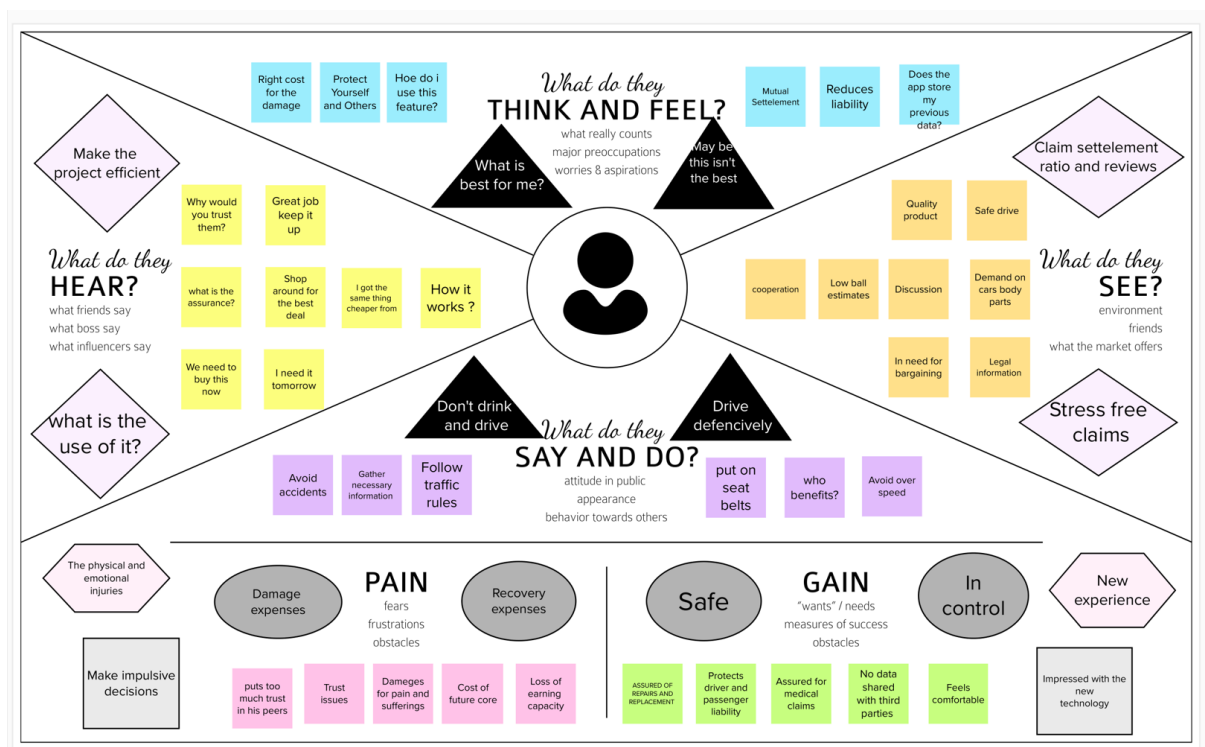 Right cost
for the
damage
Protect
Yourself
and Others
Hoe do i
use this
feature?
What do they
THINK AND FEEL?
what really counts
major preoccupations
worries & aspirations
What is
best for me?
May be
this isn't
the best
Mutual
Settelement
Reduces
liability
Does the
app store
my
previous
data?
Make the
project efficient
What do they
HEAR?
what friends say
what boss say
what influencers say
what is the
use of it?
Why would
you trust
them?
Great job
keep it
up
what is the
assurance?
Shop
around for
the best
deal
I got the
same thing
cheaper from
How it
works ?
We need to
buy this
now
I need it
tomorrow
Claim settelement
ratio and reviews
What do they
SEE?
environment
friends
what the market offers
Stress free
claims
Quality
product
Safe drive
cooperation
Low ball
estimates
Discussion
Demand on
cars body
parts
In need for
bargaining
Legal
information
Don't drink
and drive
Drive
defencively
What do they
SAY AND DO?
attitude in public
appearance
behavior towards others
Avoid
accidents
Gather
necessary
information
Follow
traffic
rules
put on
seat
belts
who
benefits?
Avoid over
speed
The physical and
emotional
injuries
Make impulsive
decisions
Damage
expenses
PAIN
fears
frustrations
obstacles
Recovery
expenses
puts too
much trust
in his peers
Trust
issues
Dameges
for pain and
sufferings
Cost of
future core
Loss of
earning
capacity
Safe
GAIN
"wants" / needs
measures of success
obstacles
In
control
New
experience
Impressed with the
new
technology
ASSURED OF
REPAIRS AND
REPLACEMENT
Protects
driver and
passenger
liability
Assured for
medical
claims
No data
shared
with third
parties
Feels
comfortable